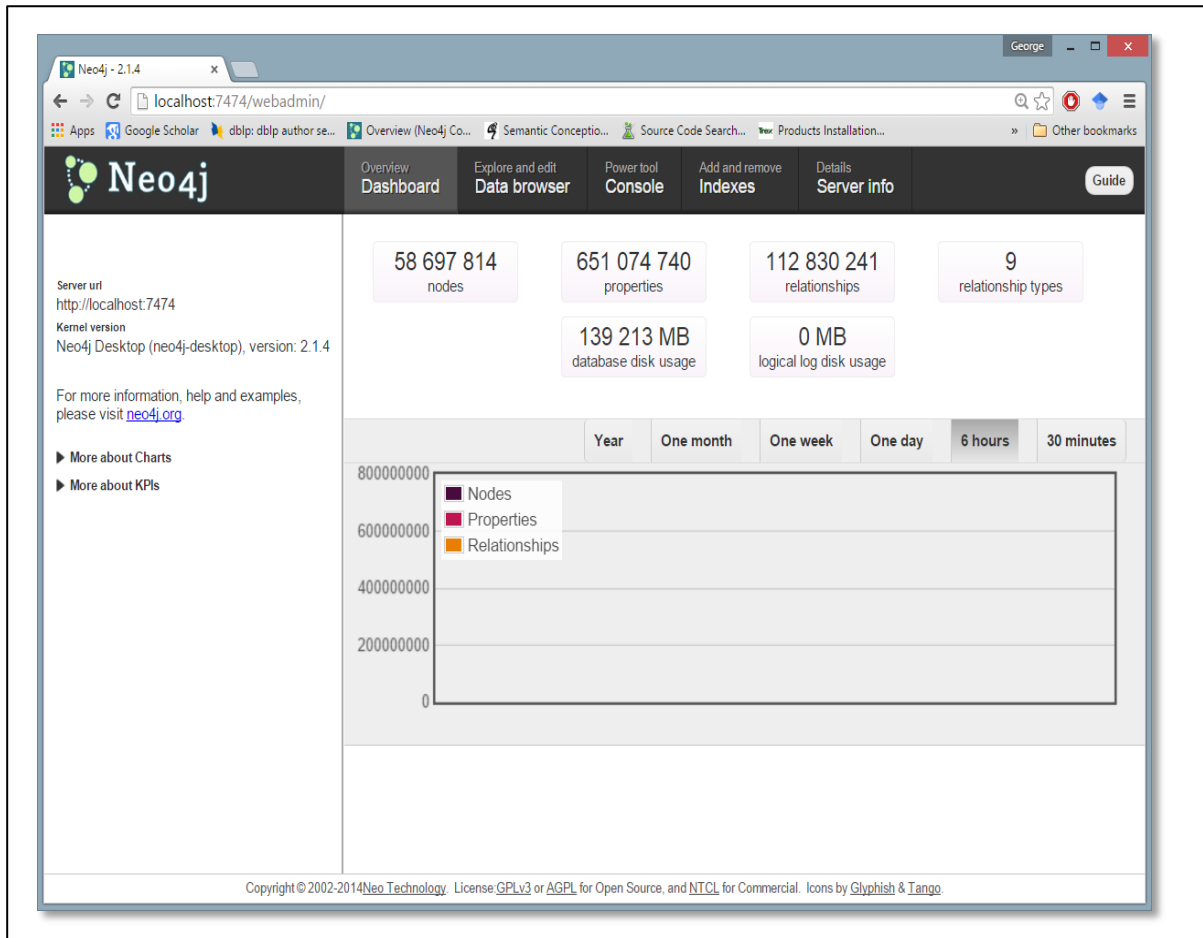 George
Neo4j - 2.1.4
localhost:7474/webadmin/
Apps Google Scholar dblp: dblp author se... Overview (Neo4j Co... Semantic Conceptio... Source Code Search... Products Installation... » Other bookmarks
Neo4j
Overview Explore and edit Power tool Add and remove Details
Dashboard Data browser Console Indexes Server info Guide
58 697 814 651 074 740 112 830 241 9
nodes properties relationships relationship types
139 213 MB 0 MB
database disk usage logical log disk usage
Server url
http://localhost:7474
Kernel version
Neo4j Desktop (neo4j-desktop), version: 2.1.4
For more information, help and examples,
please visit neo4j.org.
More about Charts
More about KPIs
Year One month One week One day 6 hours 30 minutes
800000000
600000000
400000000
200000000
0
Nodes
Properties
Relationships
Copyright © 2002-2014 Neo Technology. License: GPLv3 or AGPL for Open Source, and NTCL for Commercial. Icons by Glyphish & Tango.